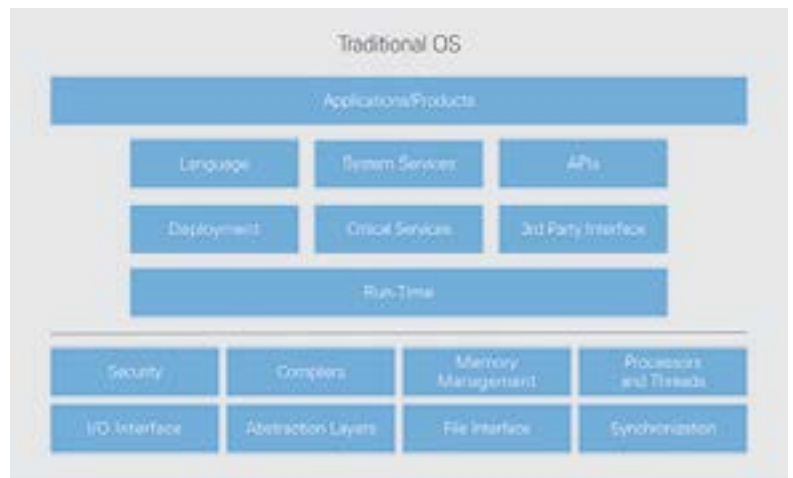 Traditional OS
Applications/Products
Language
System Services
APIs
Deployment
Critical Services
3rd Party Interface
Run-Time
Security
Compilers
Memory
Management
Processors
and Threads
I/O Interface
Abstraction Layers
File Interface
Synchronization